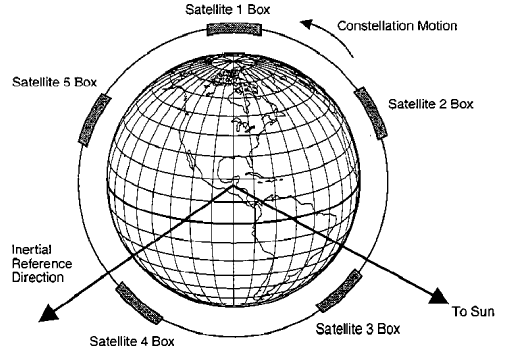 Satellite 1 Box
Constellation Motion
Satellite 5 Box
Satellite 2 Box
Inertial
Reference
Direction
To Sun
Satellite 3 Box
Satellite 4 Box